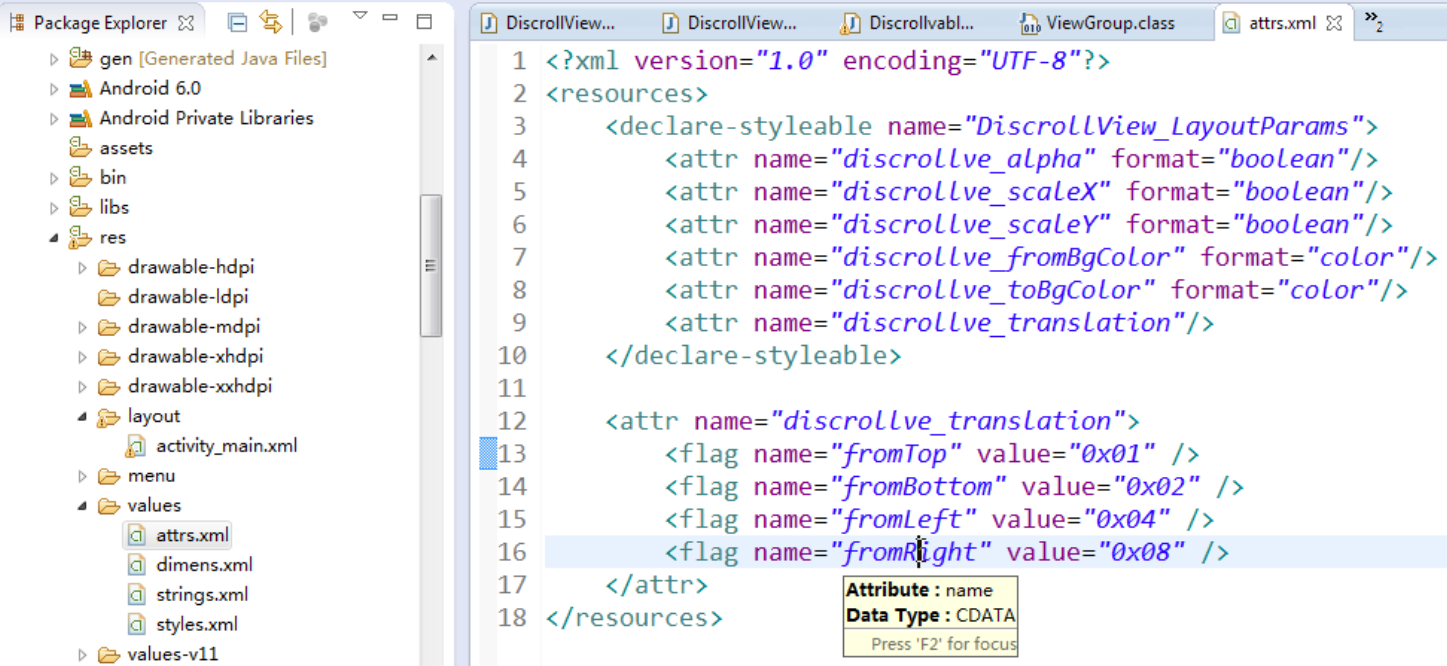 Package Explorer
gen [Generated Java Files]
Android 6.0
Android Private Libraries
assets
bin
libs
res
drawable-hdpi
drawable-ldpi
drawable-mdpi
drawable-xhdpi
drawable-xxhdpi
layout
activity_main.xml
menu
values
attrs.xml
dimens.xml
strings.xml
styles.xml
values-v11
DiscrollView... DiscrollView... Discrollvabl... ViewGroup.class attrs.xml »2
1 <?xml version="1.0" encoding="UTF-8"?>
2 <resources>
3 <declare-styleable name="DiscrollView_LayoutParams">
4 <attr name="discrollve_alpha" format="boolean"/>
5 <attr name="discrollve_scaleX" format="boolean"/>
6 <attr name="discrollve_scaleY" format="boolean"/>
7 <attr name="discrollve_fromBgColor" format="color"/>
8 <attr name="discrollve_toBgColor" format="color"/>
9 <attr name="discrollve_translation"/>
10 </declare-styleable>
11
12 <attr name="discrollve_translation">
13 <flag name="fromTop" value="0x01" />
14 <flag name="fromBottom" value="0x02" />
15 <flag name="fromLeft" value="0x04" />
16 <flag name="fromRight" value="0x08" />
17 </attr>
18 </resources>
Attribute : name
Data Type : CDATA
Press 'F2' for focus